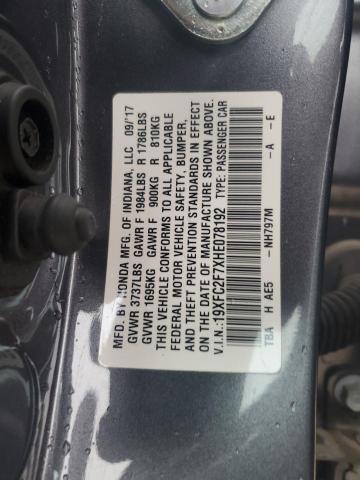 MFD. BY HONDA MFG. OF INDIANA, LLC 09/'17
GVWR 3737LBS GAWR F 1984LBS R 1786LBS
GVWR 1695KG GAWR F 900KG R 810KG
THIS VEHICLE CONFORMS TO ALL APPLICABLE
FEDERAL MOTOR VEHICLE SAFETY, BUMPER,
AND THEFT PREVENTION STANDARDS IN EFFECT
ON THE DATE OF MANUFACTURE SHOWN ABOVE.
V.I.N.:19XFC2F7XHE078192 TYPE: PASSENGER CAR
TBA H AE5 -NH797M -A -E